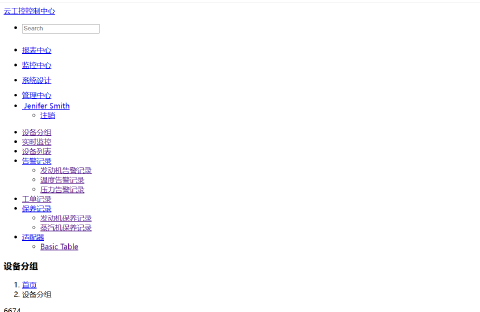 云工控控制中心
Search
报表中心
监控中心
系统设计
管理中心
Jenifer Smith
注销
设备分组
实时监控
设备列表
告警记录
发动机告警记录
温度告警记录
压力告警记录
工单记录
保养记录
发动机保养记录
蒸汽机保养记录
适配器
Basic Table
设备分组
1. 首页
2. 设备分组
6674